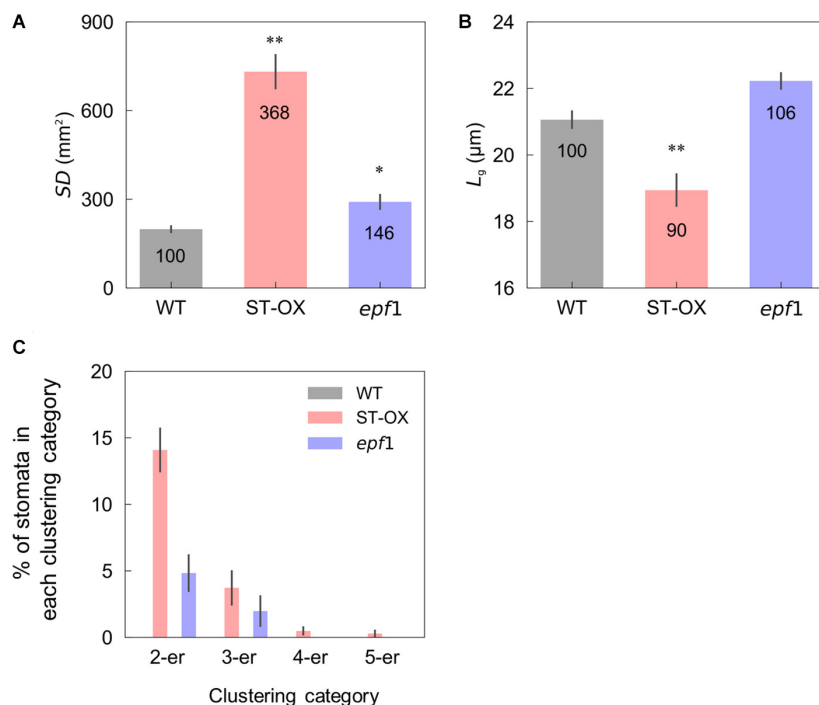 A
SD (mm²)
900
600
300
0
**
368
*
100
146
WT
ST-OX
epf1
B
Lg (μm)
24
22
20
18
16
100
**
90
106
WT
ST-OX
epf1
C
% of stomata in
each clustering category
20
15
10
5
0
WT
ST-OX
epf1
2-er
3-er
4-er
5-er
Clustering category